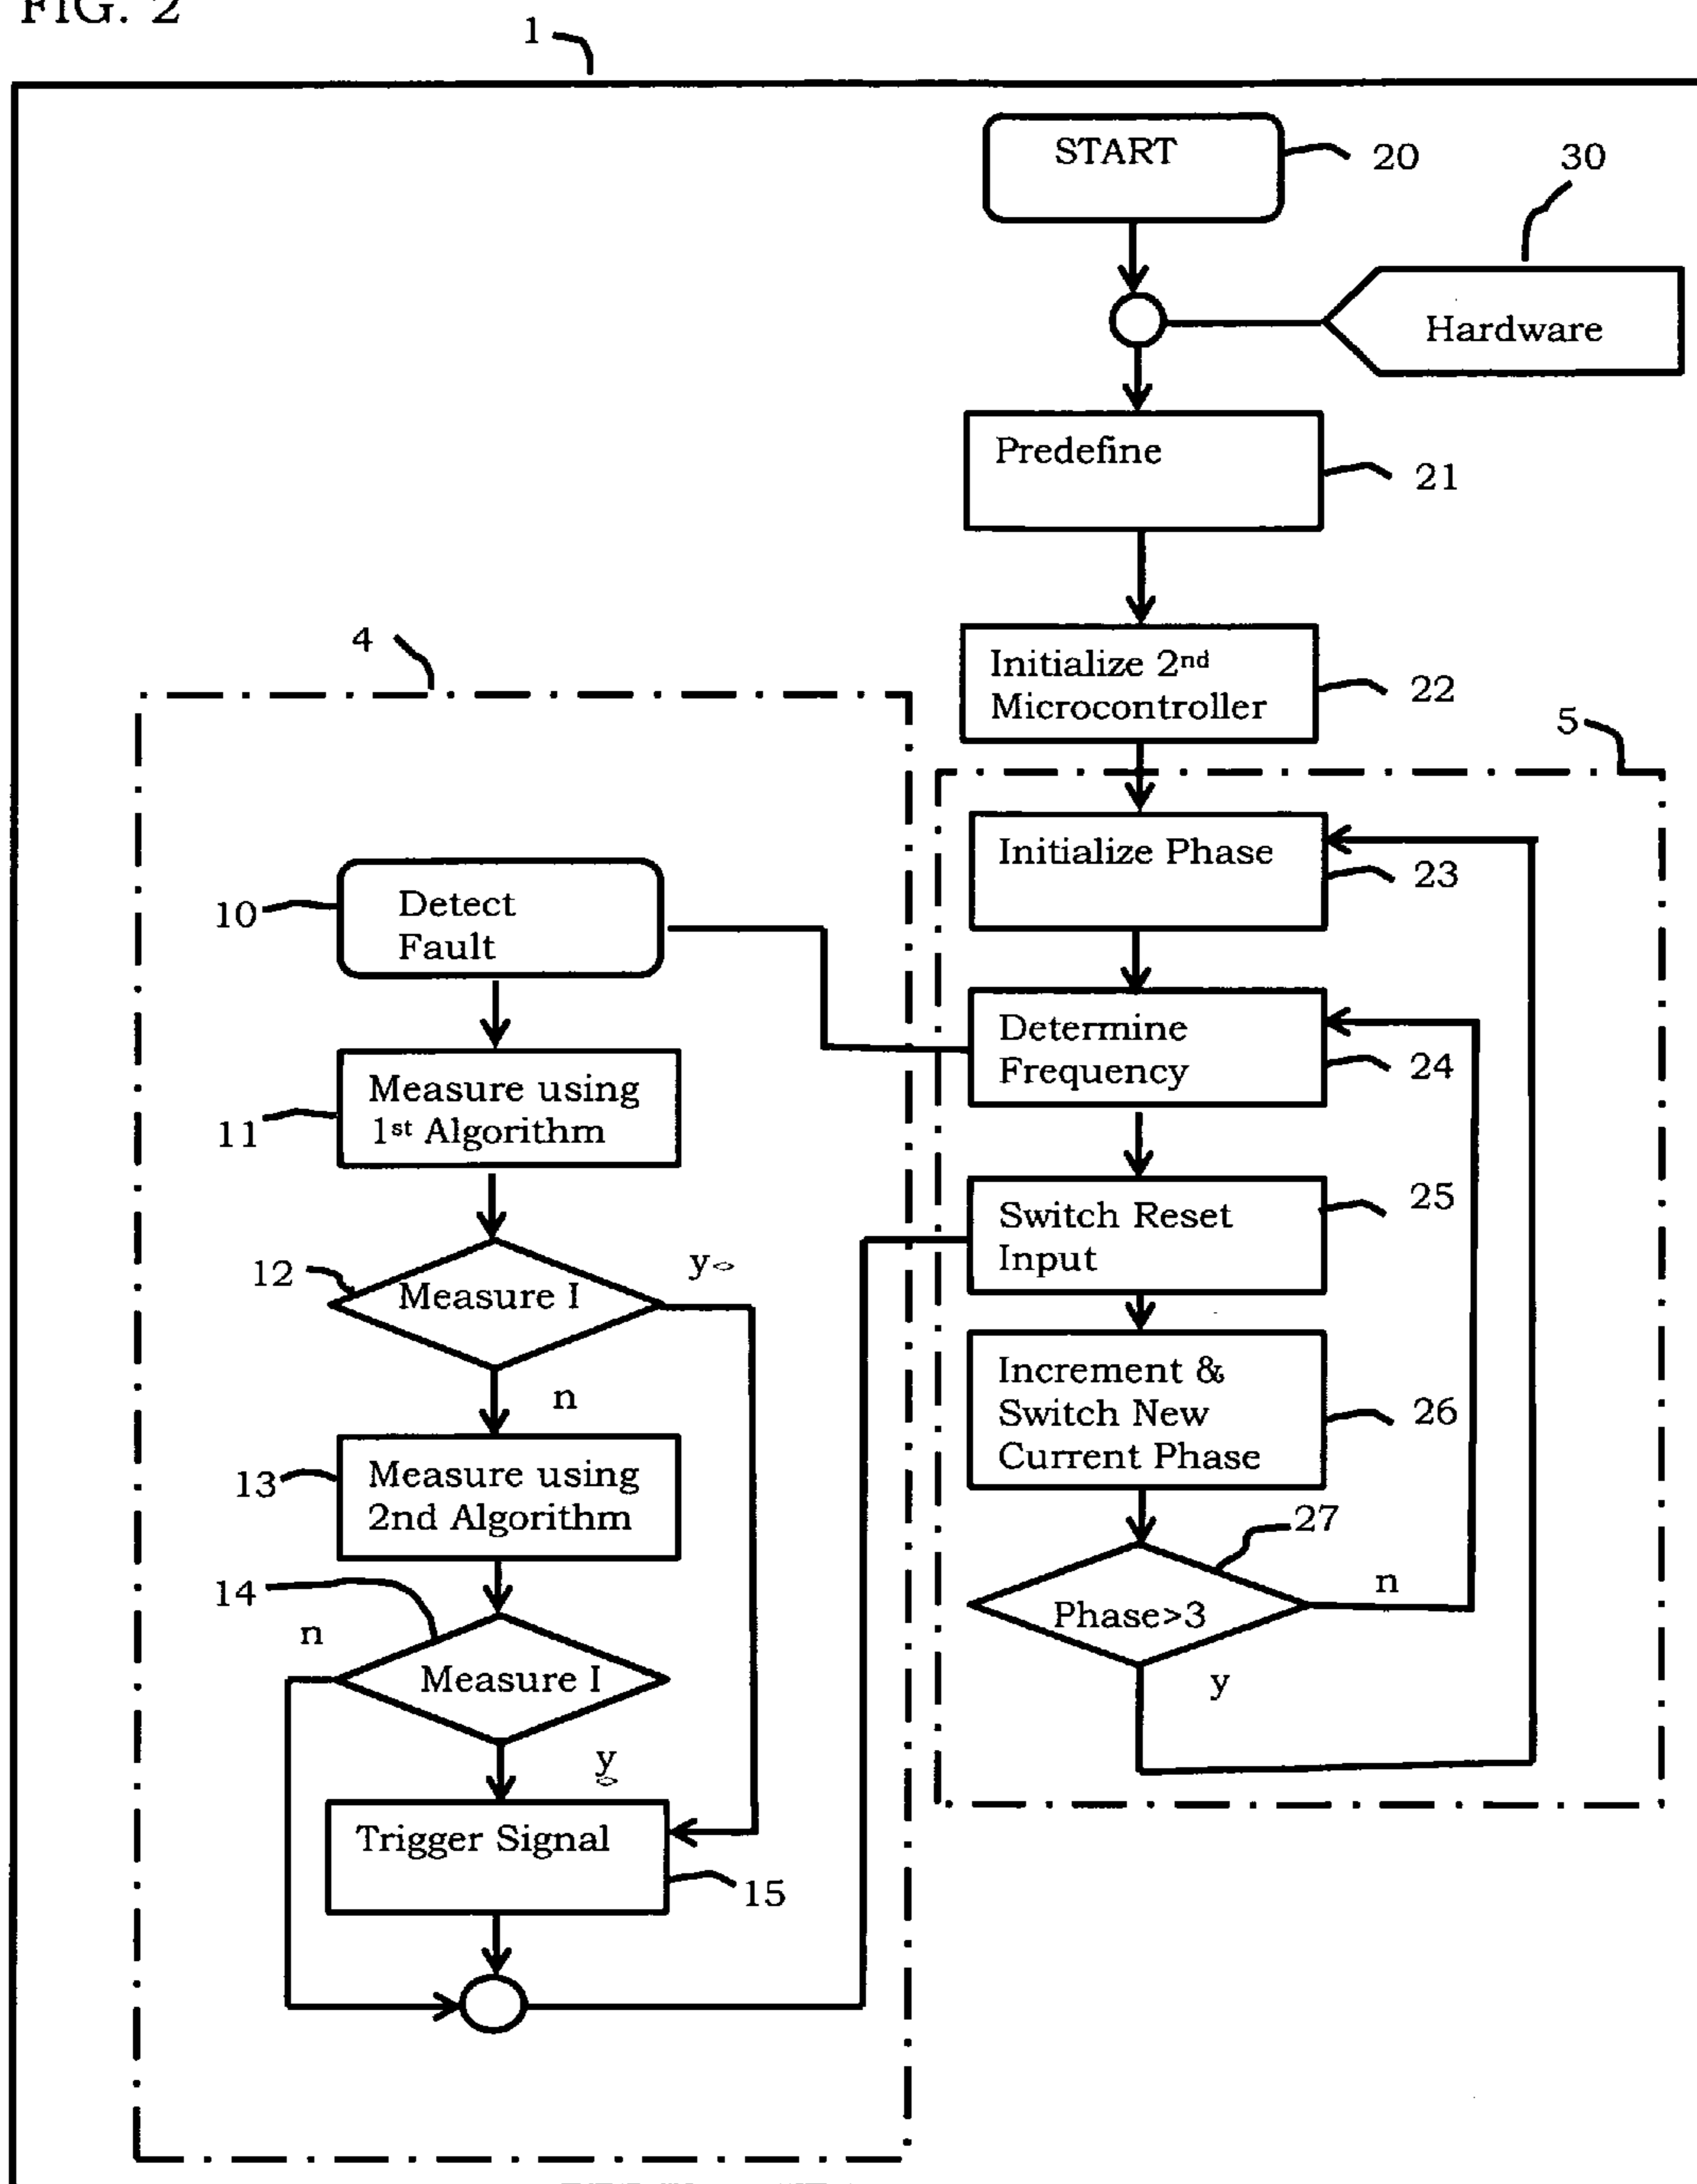 FIG. 2
1
START
20
30
Hardware
Predefine
21
4
Initialize 2nd
Microcontroller
22
5
Initialize Phase
23
10
Detect
Fault
Determine
Frequency
24
Measure using
1st Algorithm
11
Switch Reset
Input
25
12
Measure I
y
n
Increment &
Switch New
Current Phase
26
13
Measure using
2nd Algorithm
27
Phase>3
n
y
14
n
Measure I
y
Trigger Signal
15